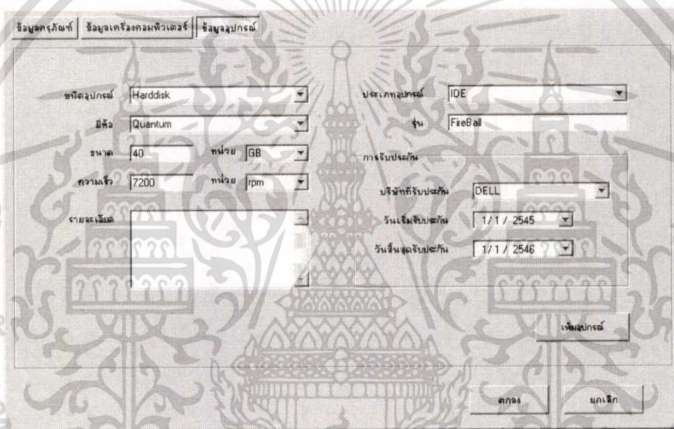 ข้อมูลครุภัณฑ์ ข้อมูลเครื่องคอมพิวเตอร์ ข้อมูลอุปกรณ์
ชนิดอุปกรณ์ Harddisk ประเภทอุปกรณ์ IDE
ยี่ห้อ Quantum รุ่น FireBall
ขนาด 40 หน่วย GB การรับประกัน
ความเร็ว 7200 หน่วย rpm บริษัทที่รับประกัน DELL
รายละเอียด วันเริ่มรับประกัน 1/ 1 / 2545
วันสิ้นสุดรับประกัน 1/ 1 / 2546
เพิ่มอุปกรณ์
ตกลง ยกเลิก